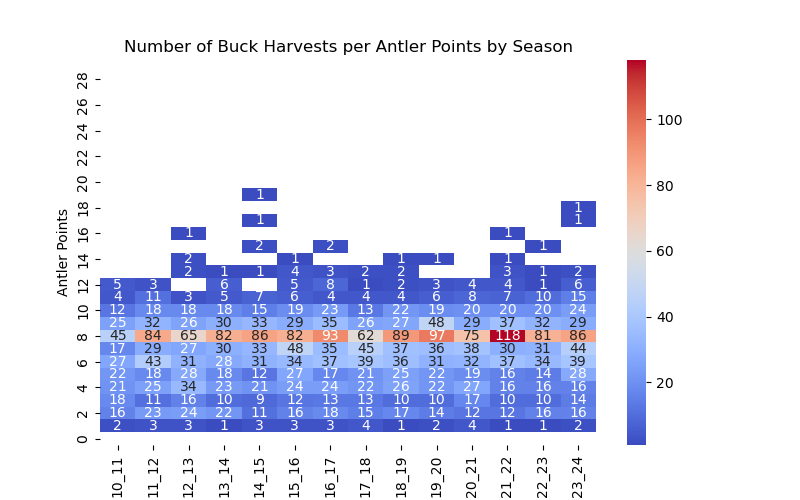 Number of Buck Harvests per Antler Points by Season
Antler Points
28
26
24
22
20
1
18 1
1 1
16 1 1
2 2 1
14 2 1 1 1 1
2 1 1 4 3 2 2 3 1 2
12 5 3 6 5 8 1 2 3 4 4 1 6
4 11 3 5 7 6 4 4 4 6 8 7 10 15
10 12 18 18 18 15 19 23 13 22 19 20 20 20 24
25 32 26 30 33 29 35 26 27 48 29 37 32 29
8 45 84 65 82 86 82 93 62 89 97 75 118 81 86
17 29 27 30 33 48 35 45 37 36 38 30 31 44
6 27 43 31 28 31 34 37 39 36 31 32 37 34 39
22 18 28 18 12 27 17 21 25 22 19 16 14 28
4 21 25 34 23 21 24 24 22 26 22 27 16 16 16
18 11 16 10 9 12 13 13 10 10 17 10 10 14
2 16 23 24 22 11 16 18 15 17 14 12 12 16 16
2 3 3 1 3 3 3 4 1 2 4 1 1 2
0
10_11 11_12 12_13 13_14 14_15 15_16 16_17 17_18 18_19 19_20 20_21 21_22 22_23 23_24
100
80
60
40
20